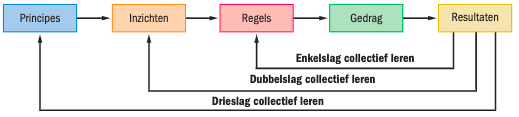 Principes
Inzichten
Regels
Gedrag
Resultaten
Enkelslag collectief leren
Dubbelslag collectief leren
Drieslag collectief leren